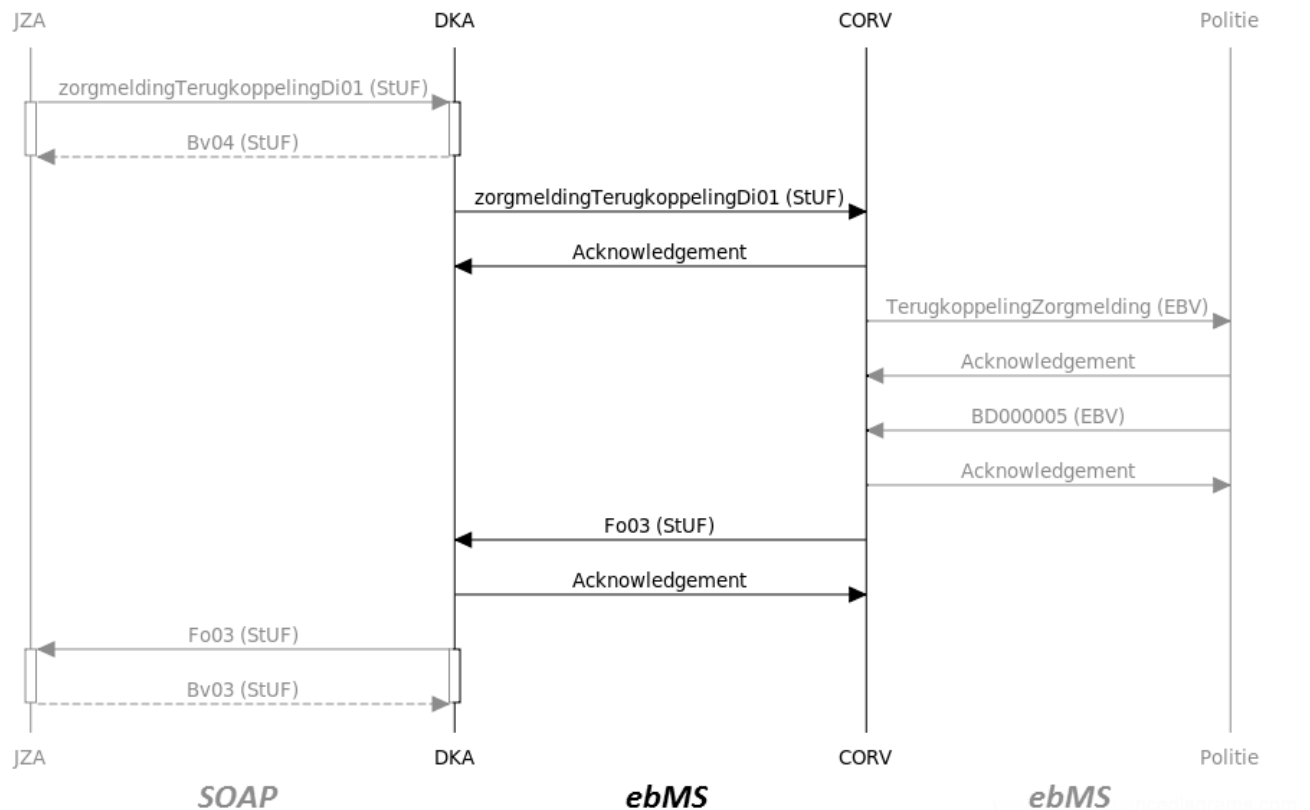 JZA DKA CORV Politie
zorgmeldingTerugkoppelingDi01 (StUF)
Bv04 (StUF)
zorgmeldingTerugkoppelingDi01 (StUF)
Acknowledgement
TerugkoppelingZorgmelding (EBV)
Acknowledgement
BD000005 (EBV)
Acknowledgement
Fo03 (StUF)
Acknowledgement
Fo03 (StUF)
Bv03 (StUF)
JZA DKA CORV Politie
SOAP ebMS ebMS